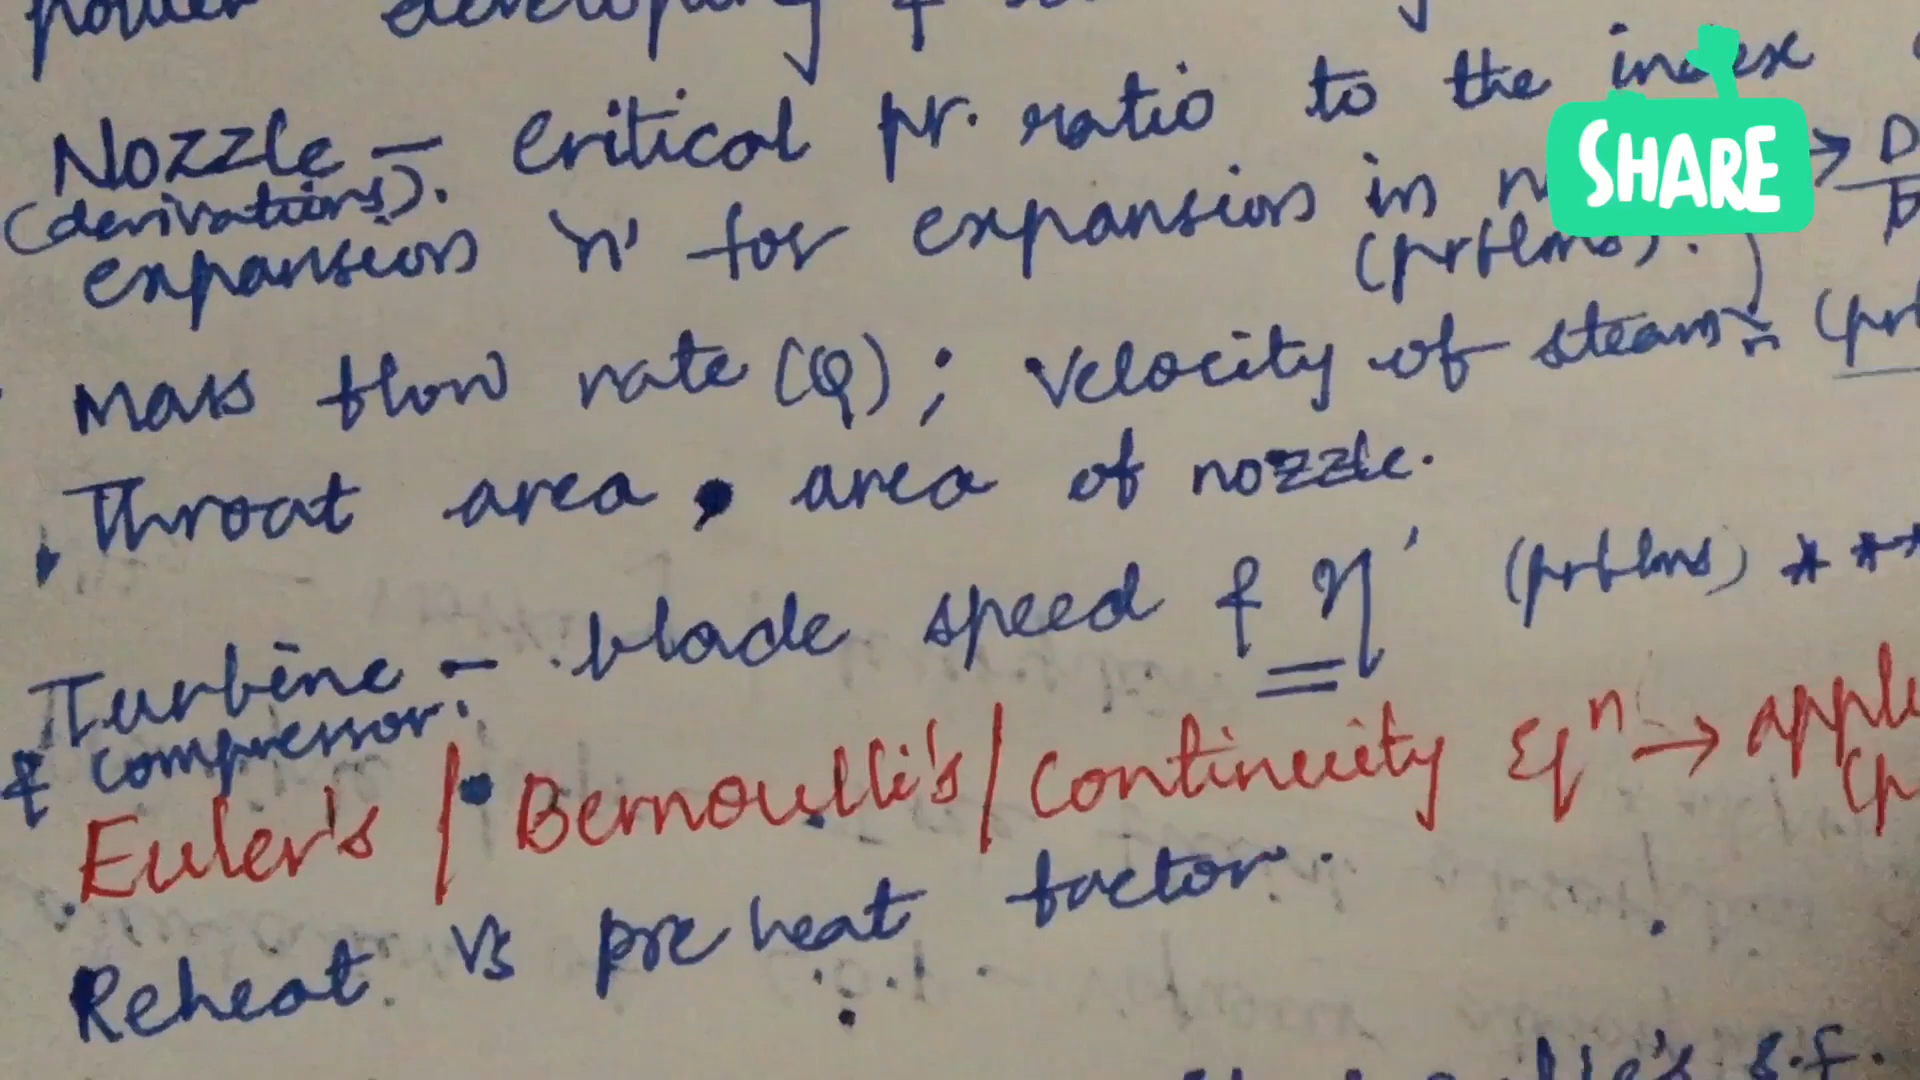 power developing &
Nozzle – Critical pr. ratio to the index
(derivations).
expansion 'n' for expansion in
(prblms).
Mass flow rate (Q); velocity of steam
Throat area, area of nozzle.
Turbine – blade speed & η' (prblms) * **
& compressor.
Euler's / Bernoulli's / Continuity Eqn →
Reheat vs pre heat factor.
s.f.
SHARE